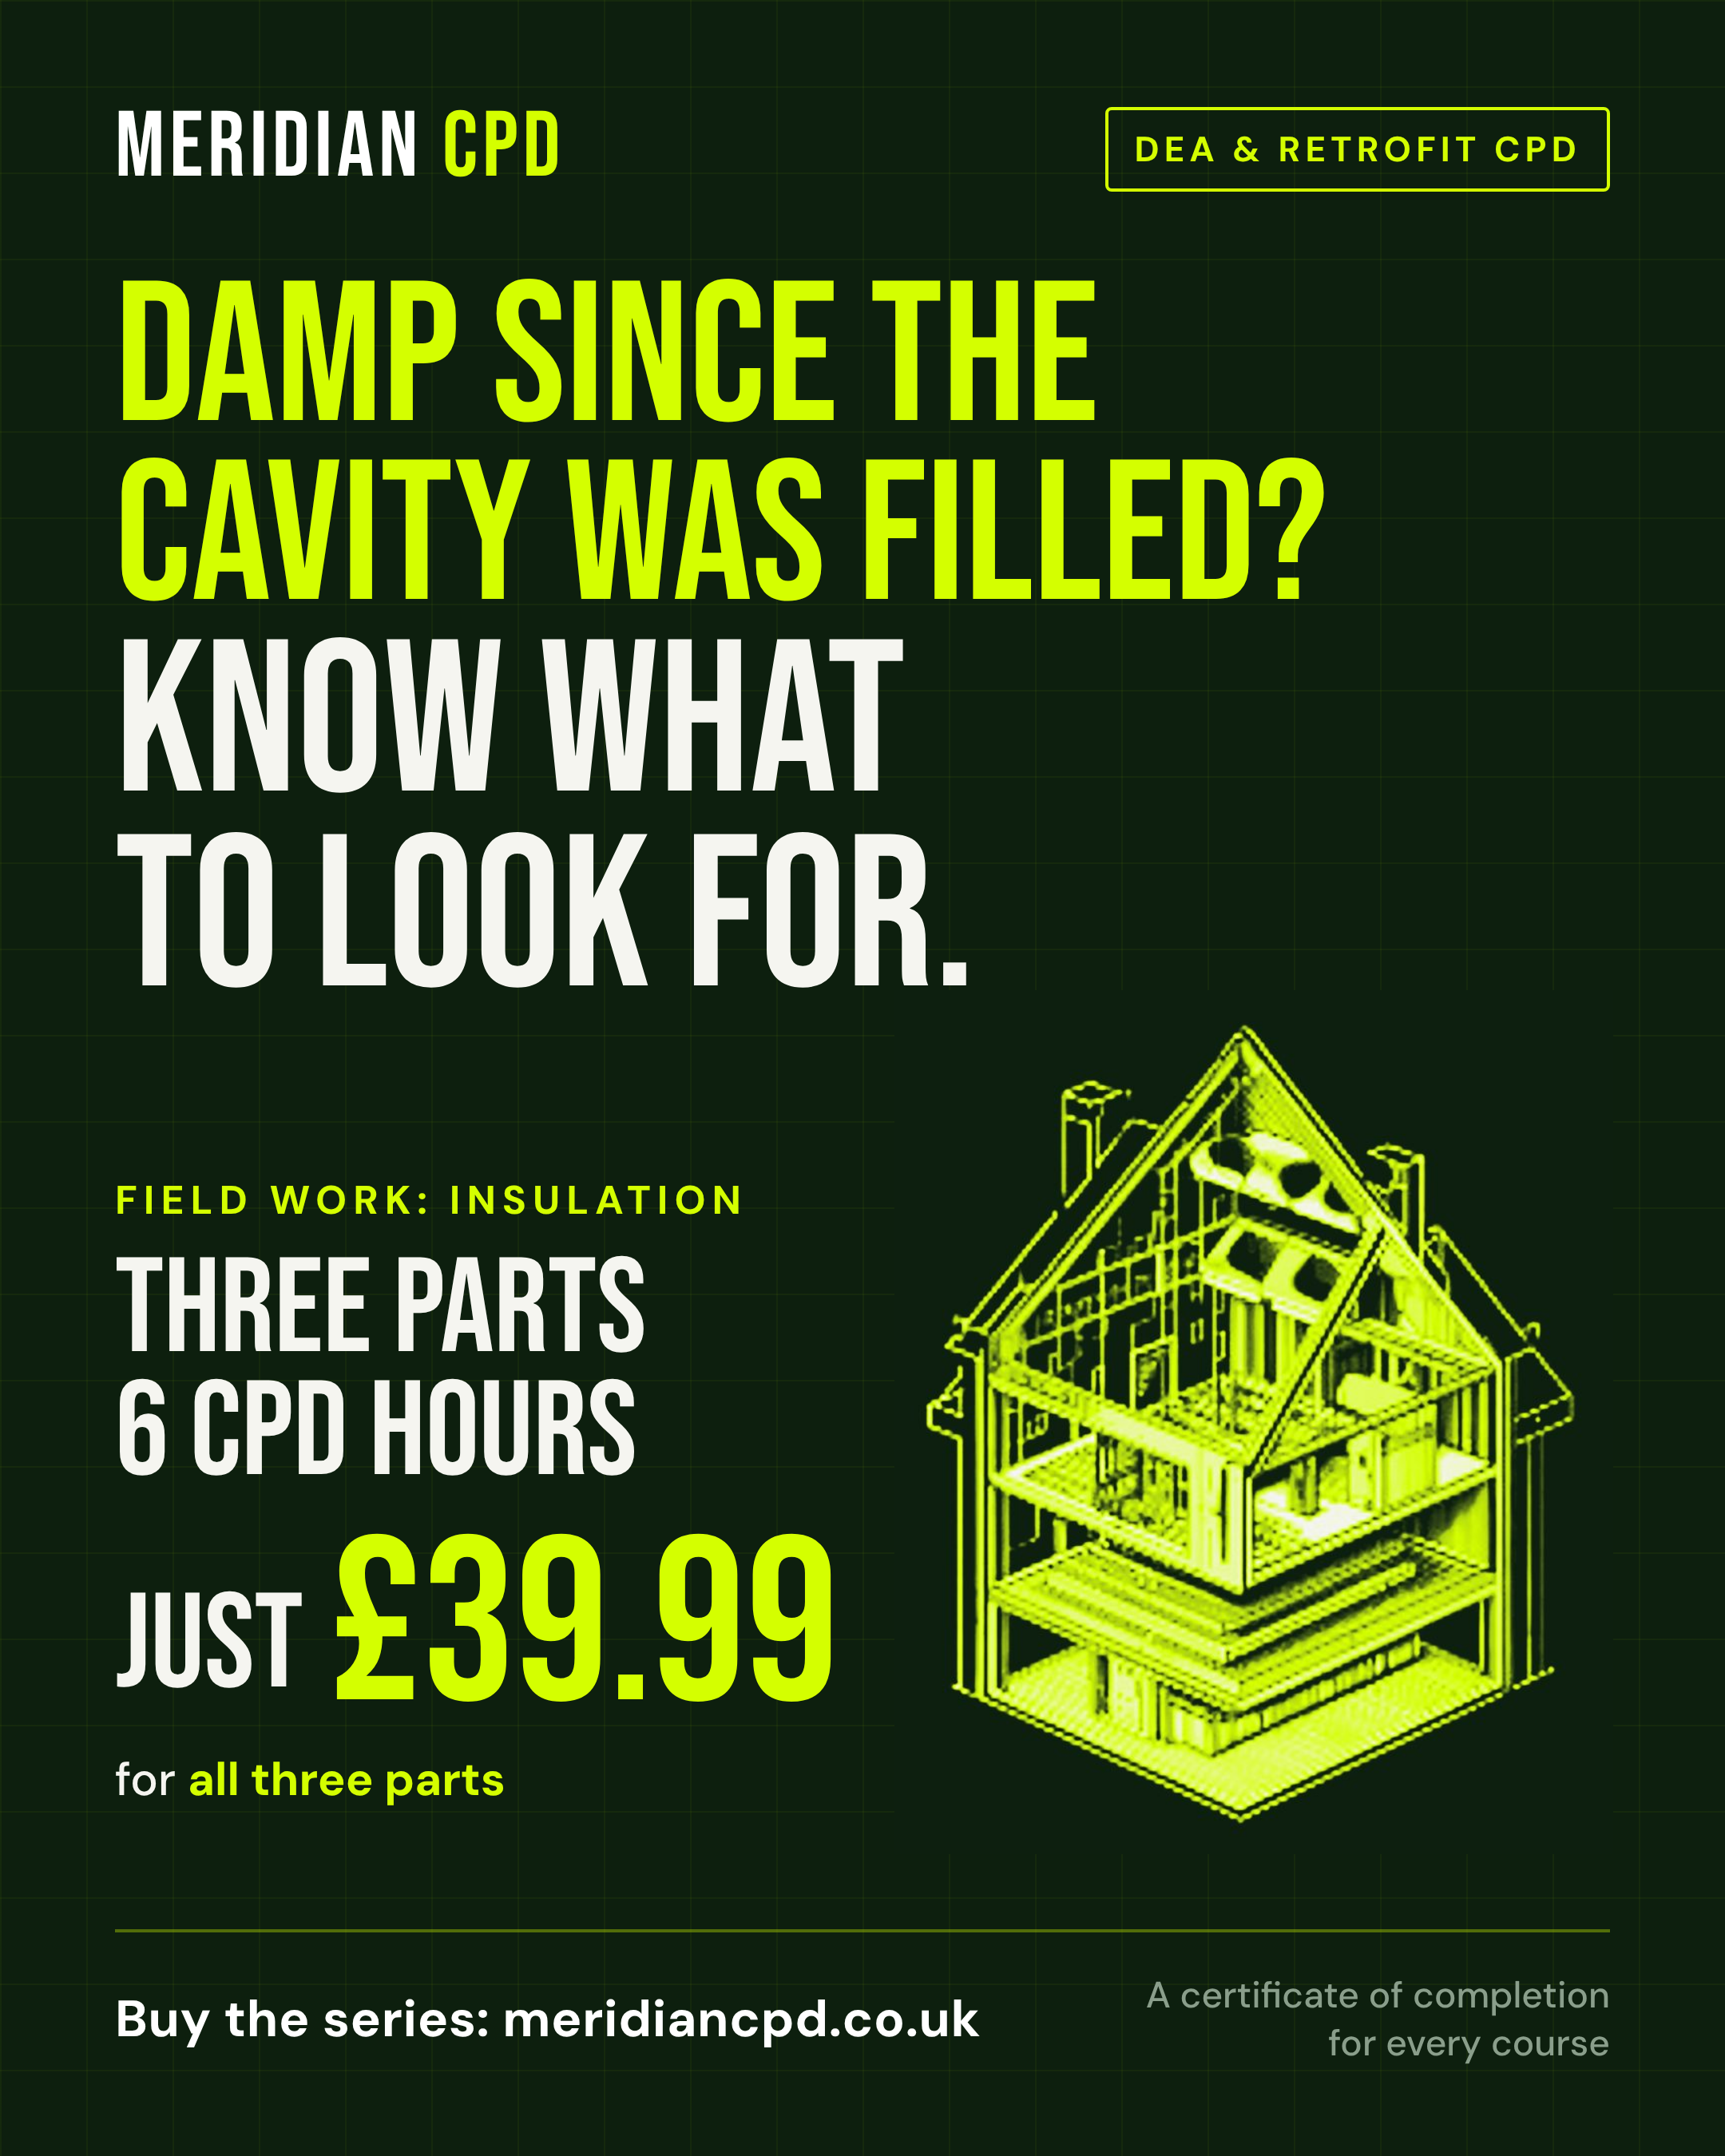 MERIDIAN CPD
DEA & RETROFIT CPD
DAMP SINCE THE
CAVITY WAS FILLED?
KNOW WHAT
TO LOOK FOR.
FIELD WORK: INSULATION
THREE PARTS
6 CPD HOURS
JUST £39.99
for all three parts
Buy the series: meridiancpd.co.uk
A certificate of completion
for every course